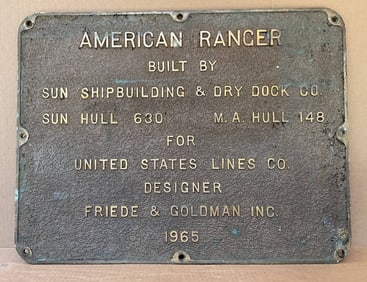 AMERICAN RANGER
BUILT BY
SUN SHIPBUILDING & DRY DOCK CO.
SUN HULL 630 M.A. HULL 148
FOR
UNITED STATES LINES CO.
DESIGNER
FRIEDE & GOLDMAN INC.
1965